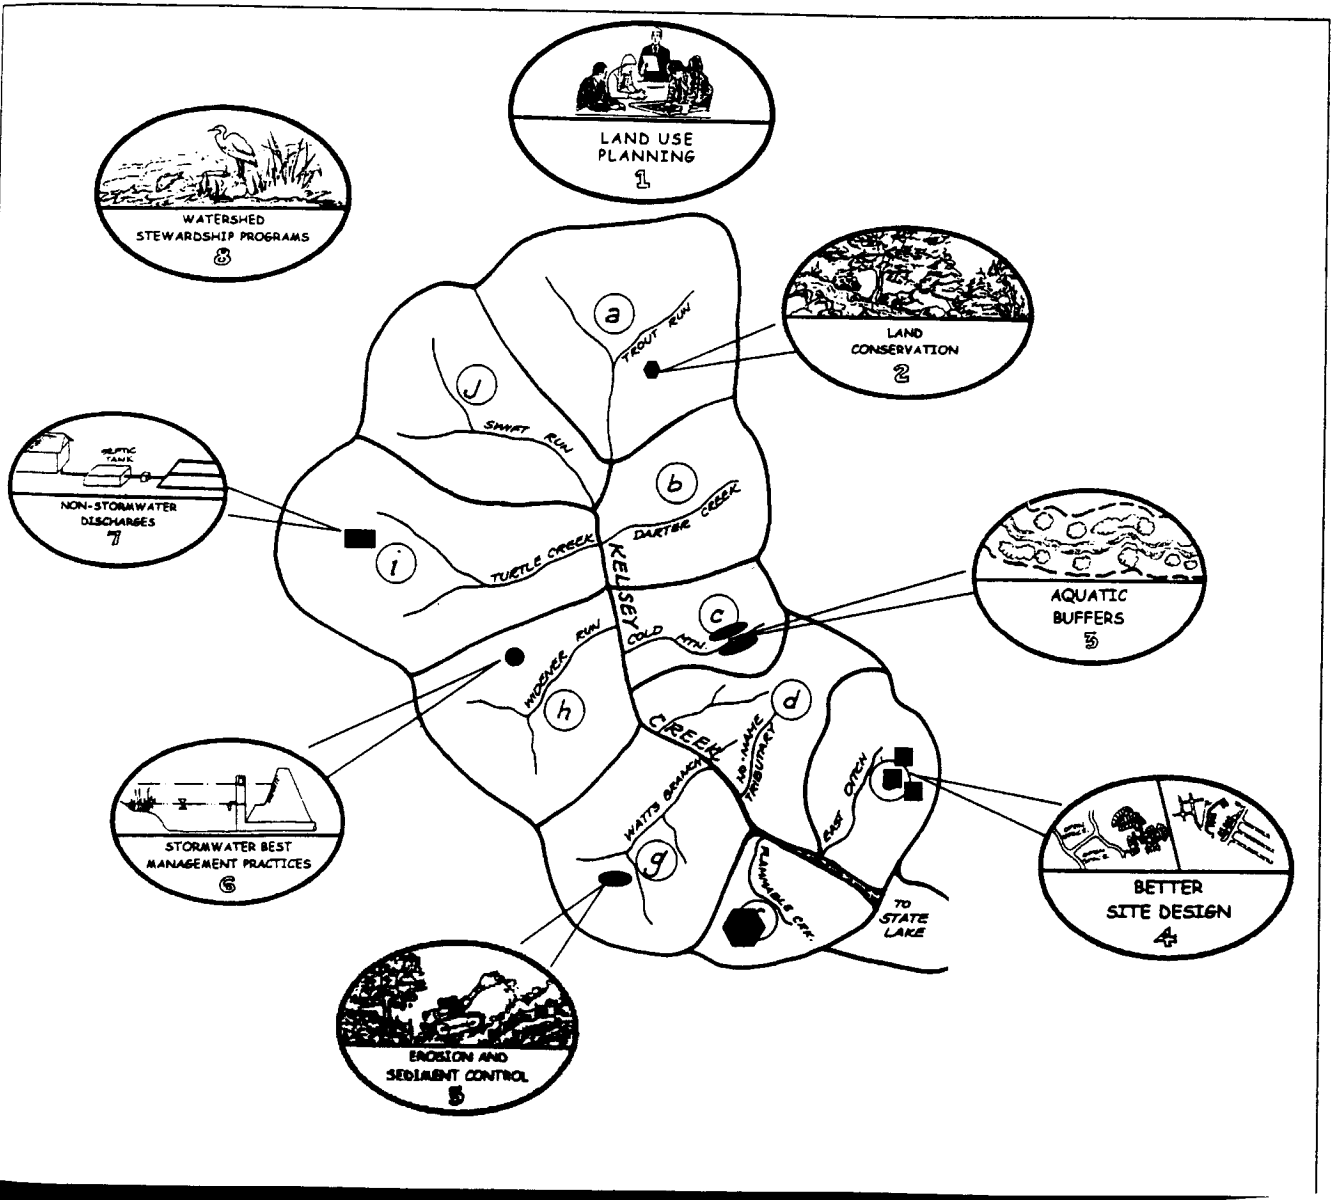 LAND USE
PLANNING
1
WATERSHED
STEWARDSHIP PROGRAMS
8
LAND
CONSERVATION
2
a
TROUT RUN
J
SWIFT RUN
b
DARTER CREEK
SEPTIC
TANK
NON-STORMWATER
DISCHARGES
7
i
TURTLE CREEK
KELLSEY
CREEK
c
COLD MTN.
AQUATIC
BUFFERS
3
WIDENER RUN
h
d
NO-NAME
TRIBUTARY
EAST DITCH
WATTS BRANCH
g
FLAMMABLE CRK.
TO
STATE
LAKE
STORMWATER BEST
MANAGEMENT PRACTICES
6
BETTER
SITE DESIGN
4
EROSION AND
SEDIMENT CONTROL
5